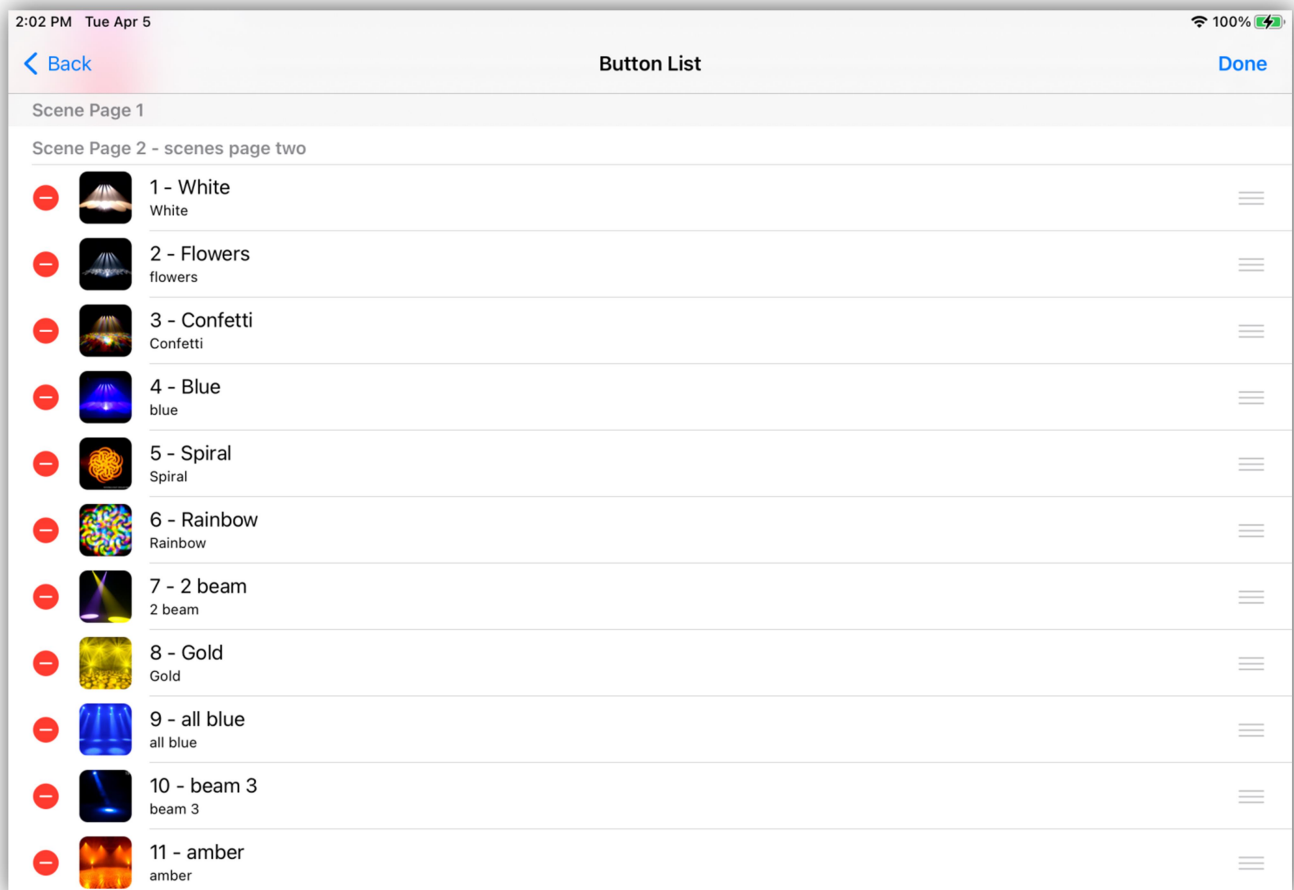 2:02 PM Tue Apr 5 100%
Back Button List Done
Scene Page 1
Scene Page 2 - scenes page two
1 - White
White
2 - Flowers
flowers
3 - Confetti
Confetti
4 - Blue
blue
5 - Spiral
Spiral
6 - Rainbow
Rainbow
7 - 2 beam
2 beam
8 - Gold
Gold
9 - all blue
all blue
10 - beam 3
beam 3
11 - amber
amber